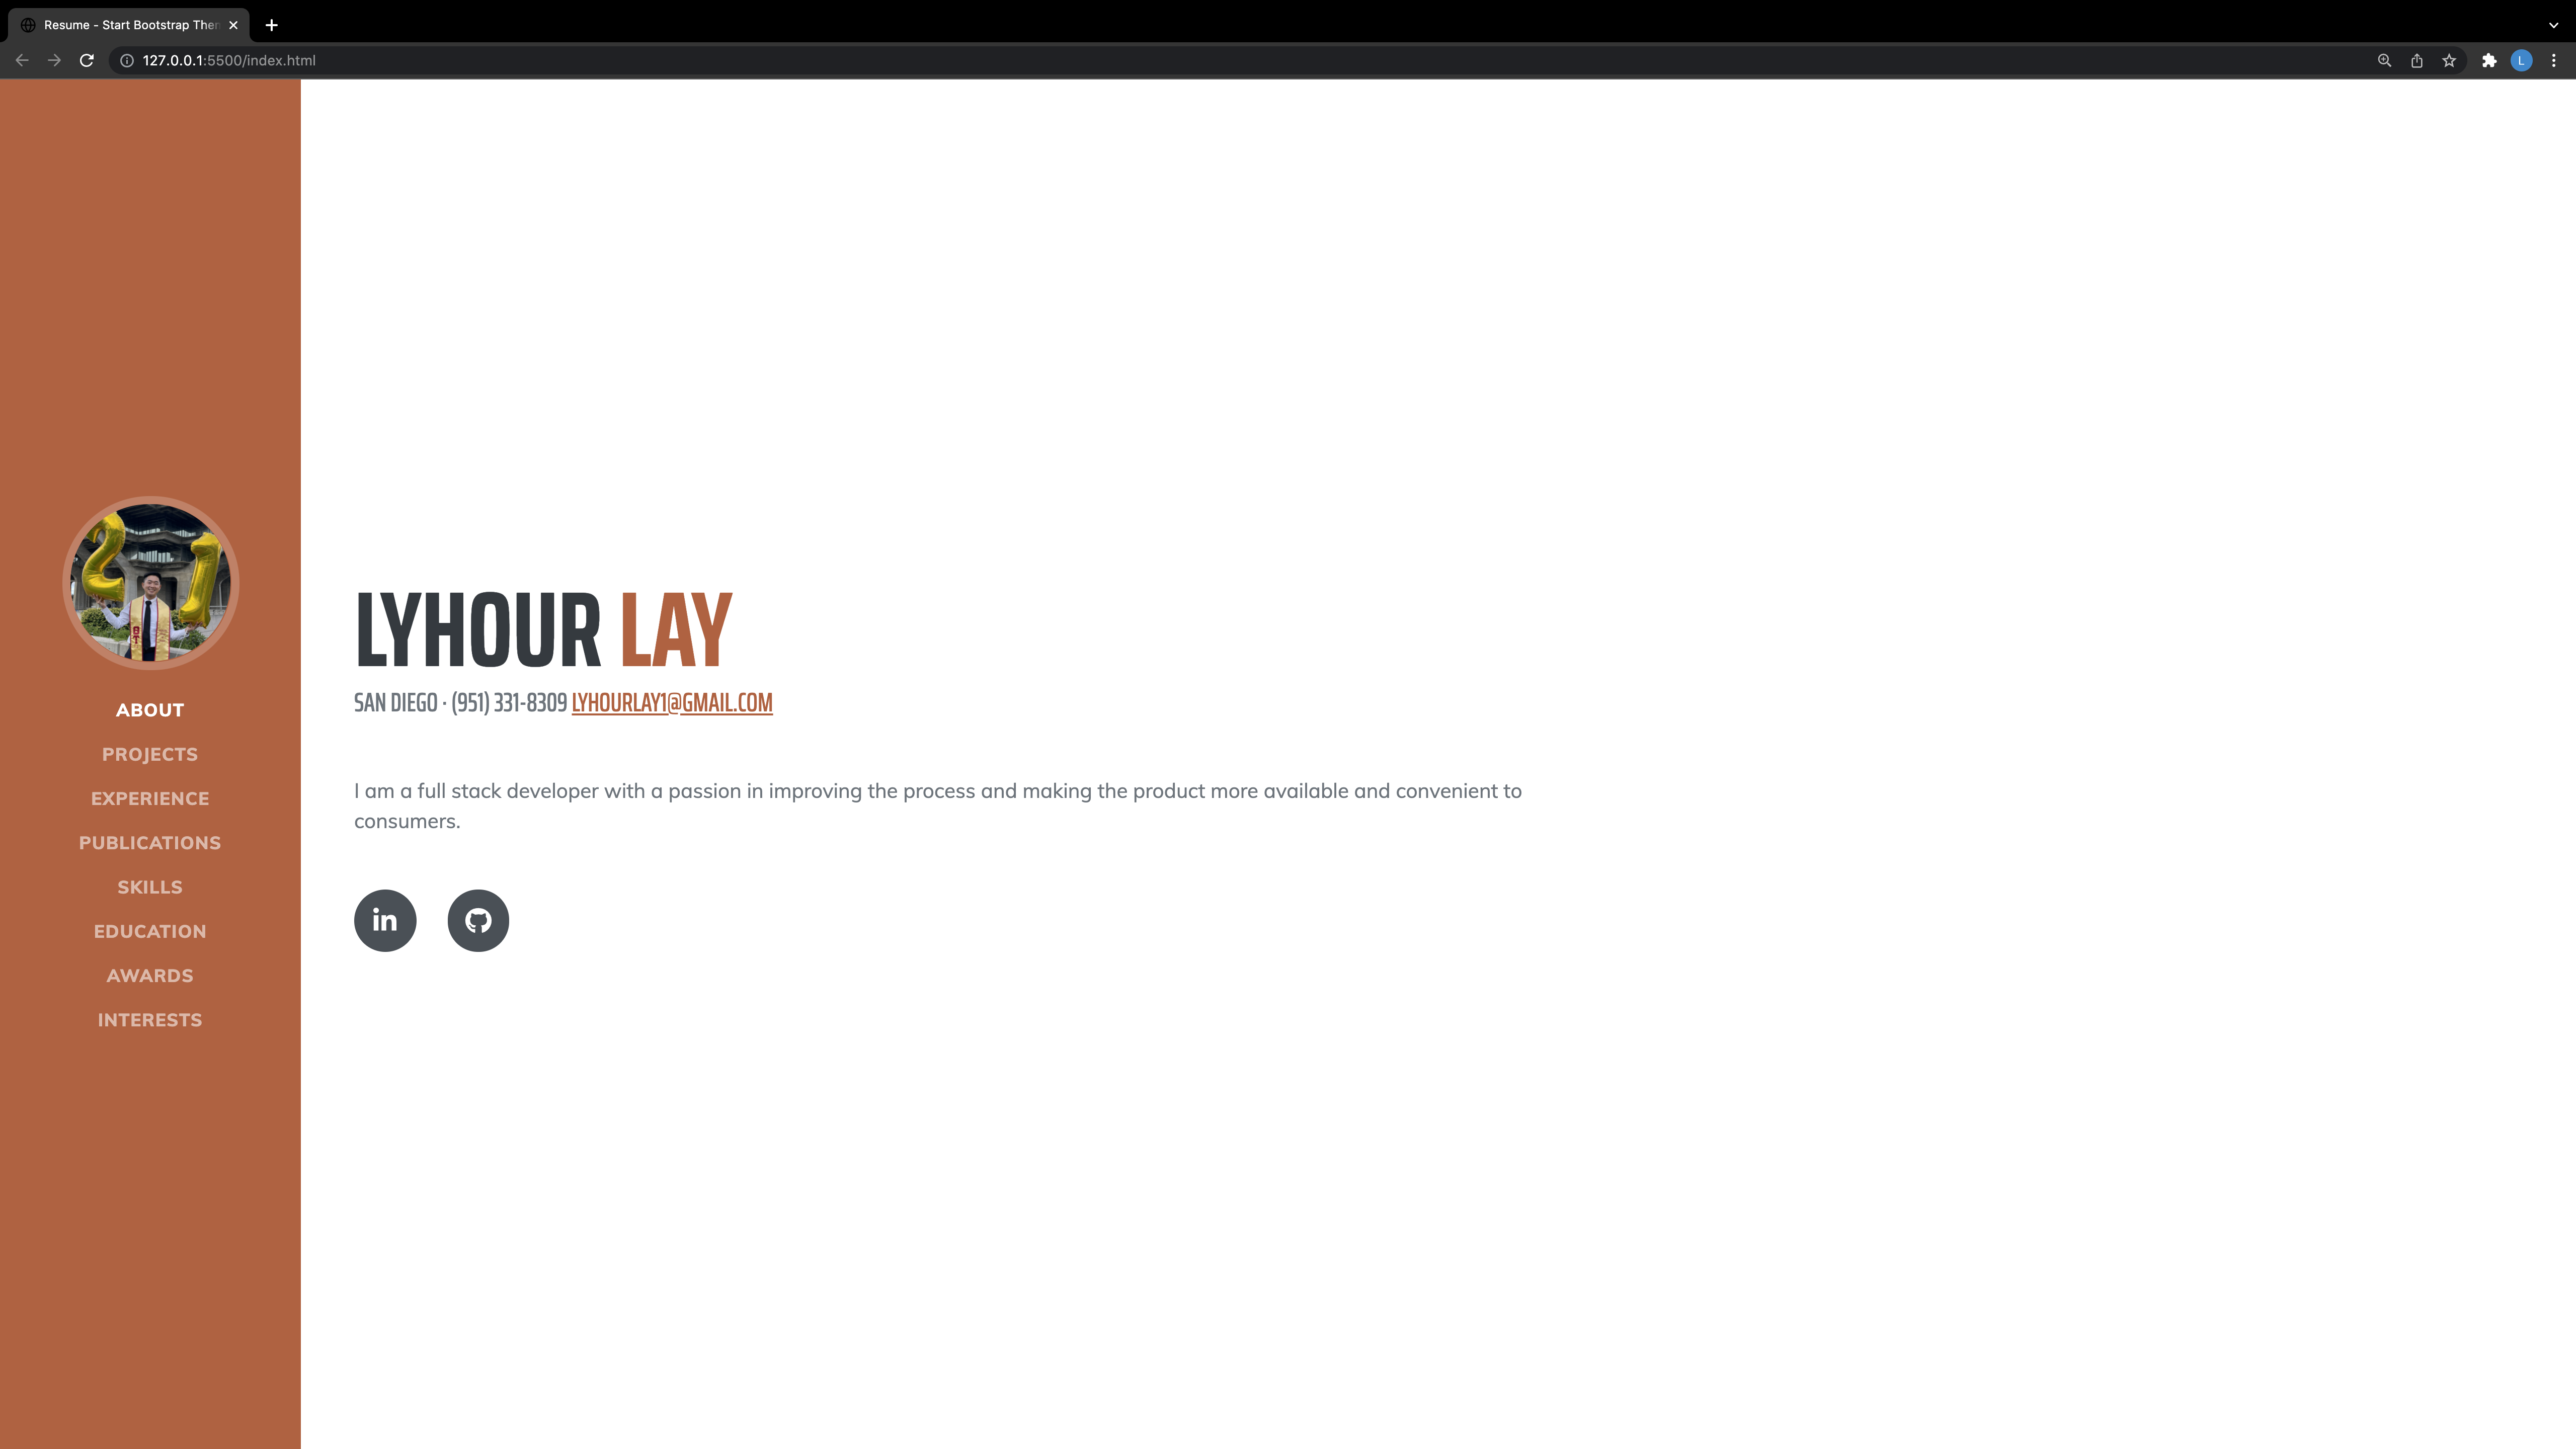 Resume - Start Bootstrap Then
127.0.0.1:5500/index.html
L
21
ABOUT
PROJECTS
EXPERIENCE
PUBLICATIONS
SKILLS
EDUCATION
AWARDS
INTERESTS
LYHOUR LAY
SAN DIEGO · (951) 331-8309 LYHOURLAY1@GMAIL.COM
I am a full stack developer with a passion in improving the process and making the product more available and convenient to
consumers.
in